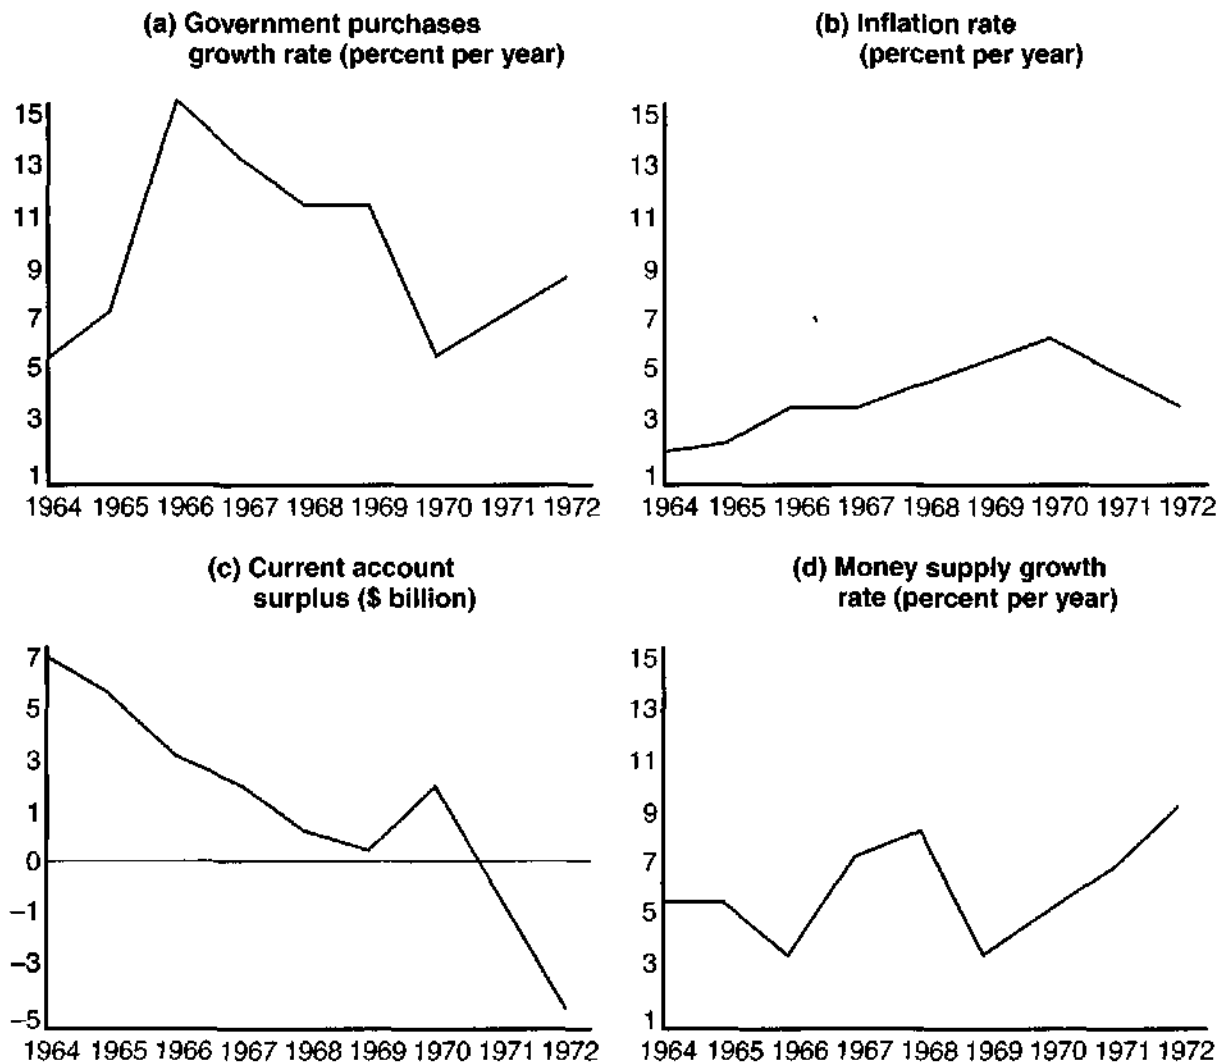 (a) Government purchases
growth rate (percent per year)
15
13
11
9
7
5
3
1
1964 1965 1966 1967 1968 1969 1970 1971 1972
(b) Inflation rate
(percent per year)
15
13
11
9
7
5
3
1
1964 1965 1966 1967 1968 1969 1970 1971 1972
(c) Current account
surplus ($ billion)
7
5
3
1
0
−1
−3
−5
1964 1965 1966 1967 1968 1969 1970 1971 1972
(d) Money supply growth
rate (percent per year)
15
13
11
9
7
5
3
1
1964 1965 1966 1967 1968 1969 1970 1971 1972